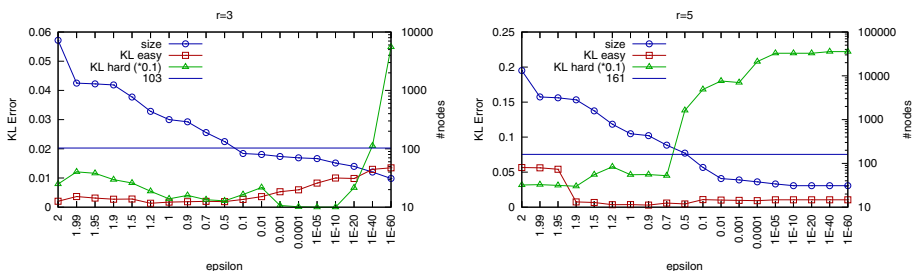 r=3
0.06
0.05
0.04
0.03
0.02
0.01
0
KL Error
size
KL easy
KL hard (*0.1)
103
10000
1000
100
10
#nodes
2
1.99
1.95
1.9
1.5
1.2
1
0.9
0.7
0.5
0.1
0.01
0.001
0.0001
1E-05
1E-10
1E-20
1E-40
1E-60
epsilon
r=5
0.25
0.2
0.15
0.1
0.05
0
KL Error
size
KL easy
KL hard (*0.1)
161
100000
10000
1000
100
10
#nodes
2
1.99
1.95
1.9
1.5
1.2
1
0.9
0.7
0.5
0.1
0.01
0.001
0.0001
1E-05
1E-10
1E-20
1E-40
1E-60
epsilon